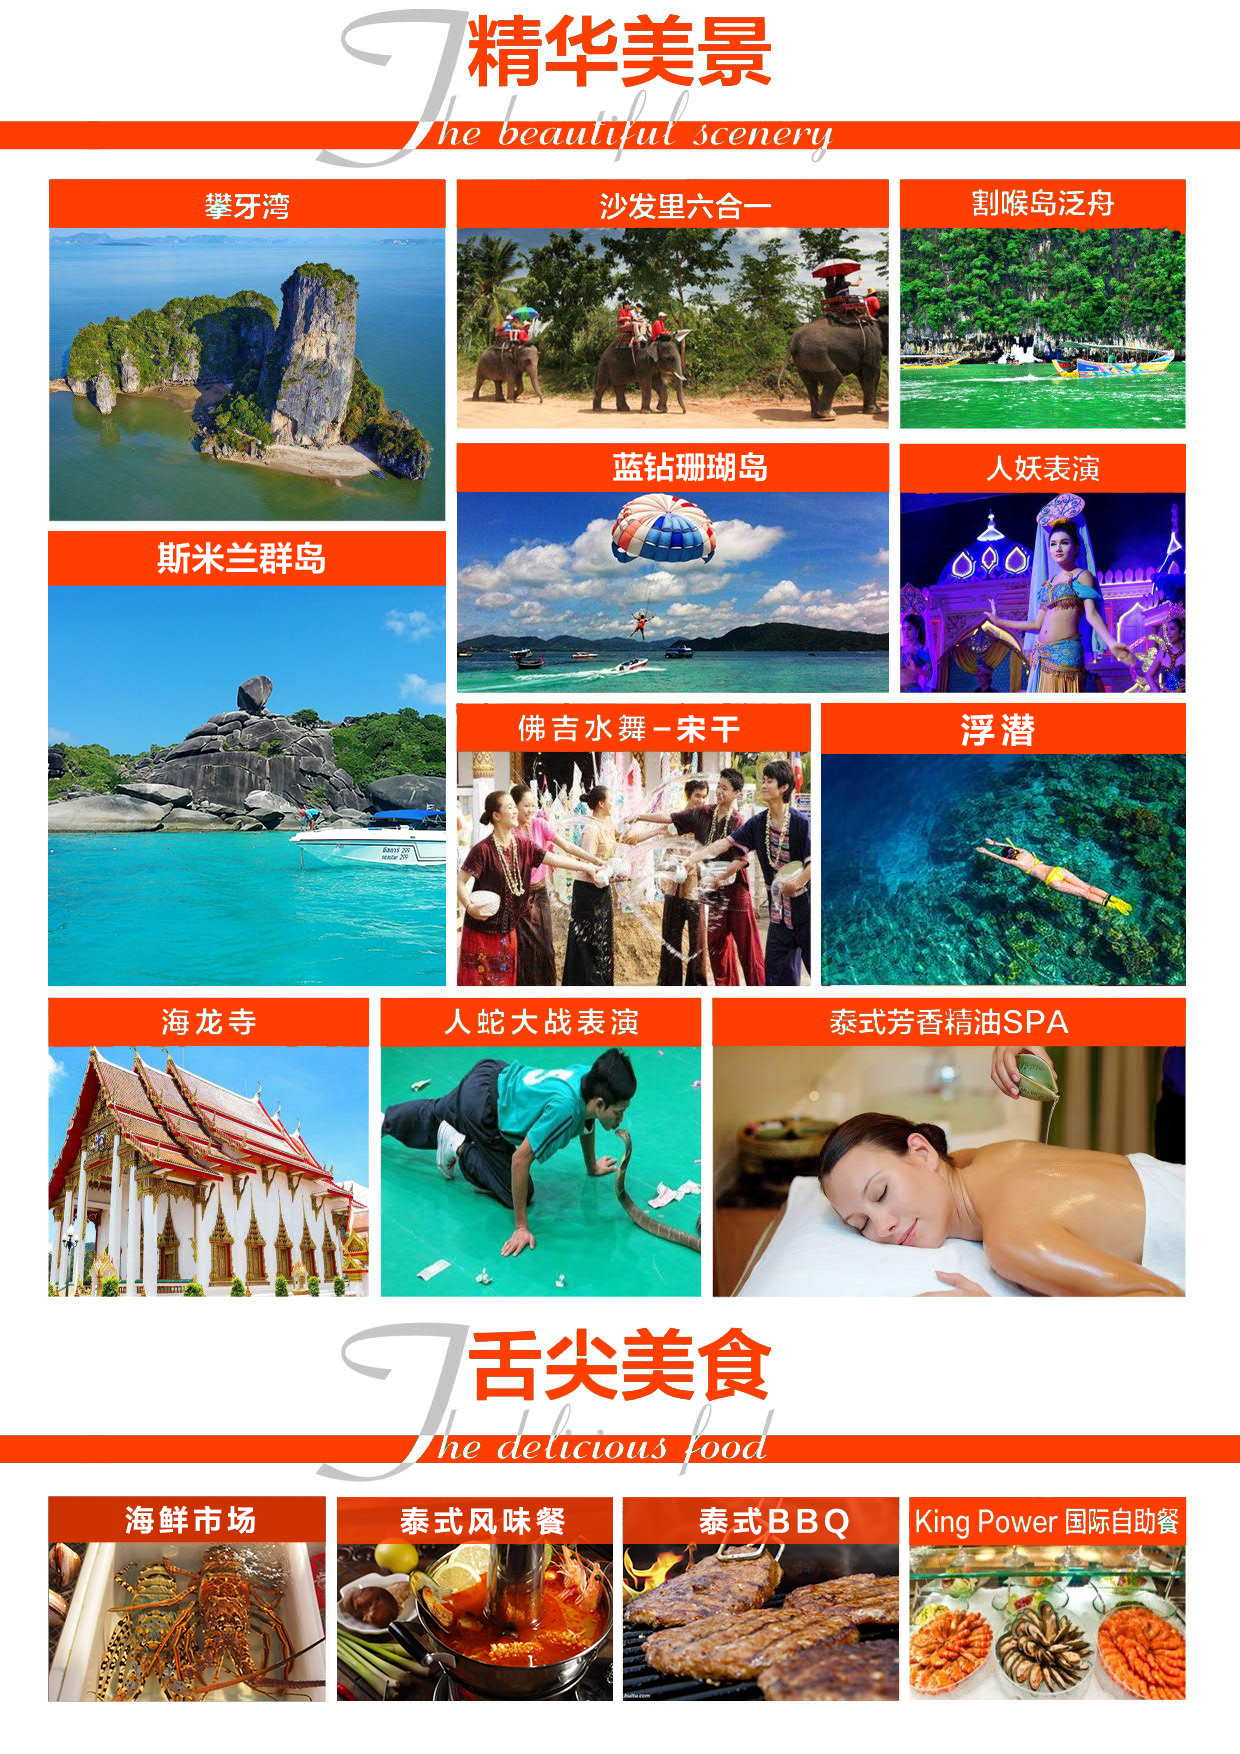 精华美景
The beautiful scenery
攀牙湾
沙发里六合一
割喉岛泛舟
蓝钻珊瑚岛
人妖表演
斯米兰群岛
seastar 299
佛吉水舞-宋干
浮潜
海龙寺
人蛇大战表演
泰式芳香精油SPA
舌尖美食
The delicious food
海鲜市场
泰式风味餐
泰式BBQ
King Power 国际自助餐